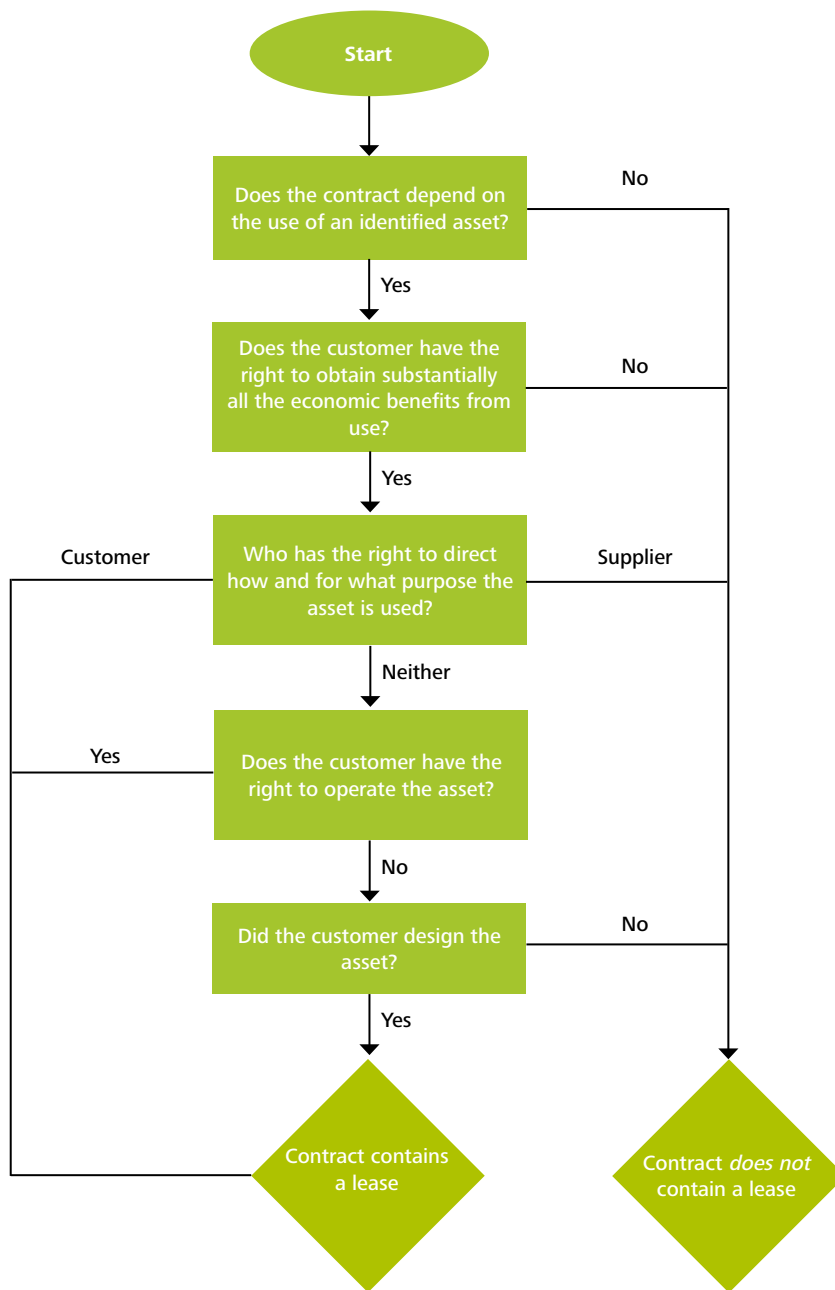 Start
Does the contract depend on
the use of an identified asset?
No
Yes
Does the customer have the
right to obtain substantially
all the economic benefits from
use?
No
Yes
Customer
Who has the right to direct
how and for what purpose the
asset is used?
Supplier
Neither
Yes
Does the customer have the
right to operate the asset?
No
Did the customer design the
asset?
No
Yes
Contract contains
a lease
Contract does not
contain a lease